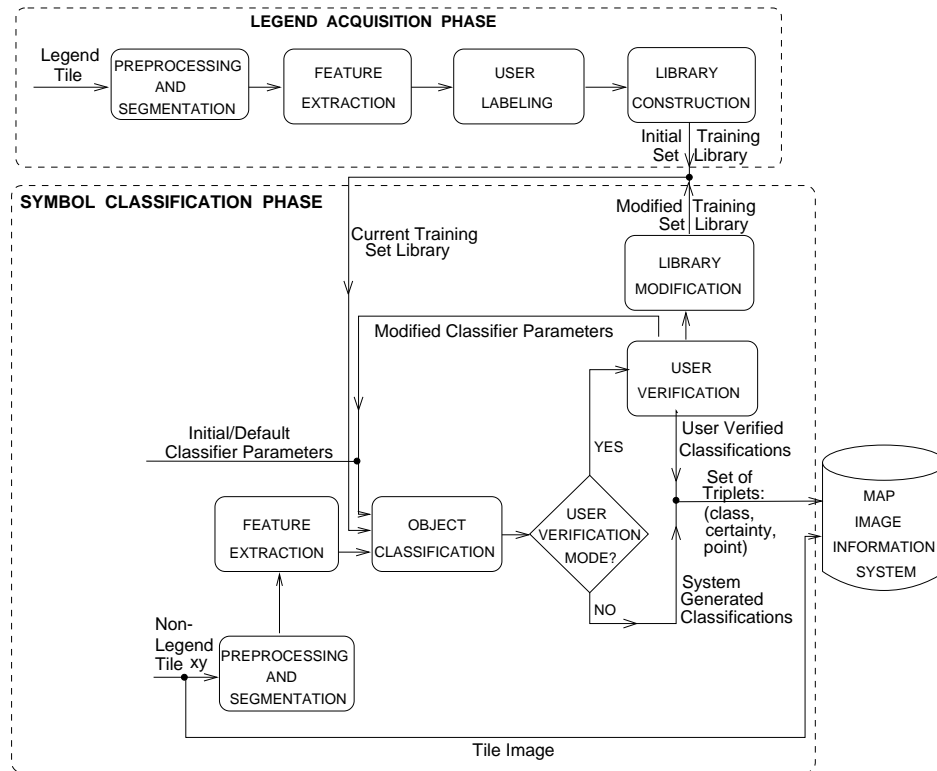 LEGEND ACQUISITION PHASE
Legend
Tile
PREPROCESSING
AND
SEGMENTATION
FEATURE
EXTRACTION
USER
LABELING
LIBRARY
CONSTRUCTION
Initial Training
Set Library
SYMBOL CLASSIFICATION PHASE
Modified Training
Set Library
Current Training
Set Library
LIBRARY
MODIFICATION
Modified Classifier Parameters
USER
VERIFICATION
Initial/Default
Classifier Parameters
YES
User Verified
Classifications
Set of
Triplets:
(class,
certainty,
point)
MAP
IMAGE
INFORMATION
SYSTEM
FEATURE
EXTRACTION
OBJECT
CLASSIFICATION
USER
VERIFICATION
MODE?
NO
System
Generated
Classifications
Non-
Legend
Tile xy
PREPROCESSING
AND
SEGMENTATION
Tile Image